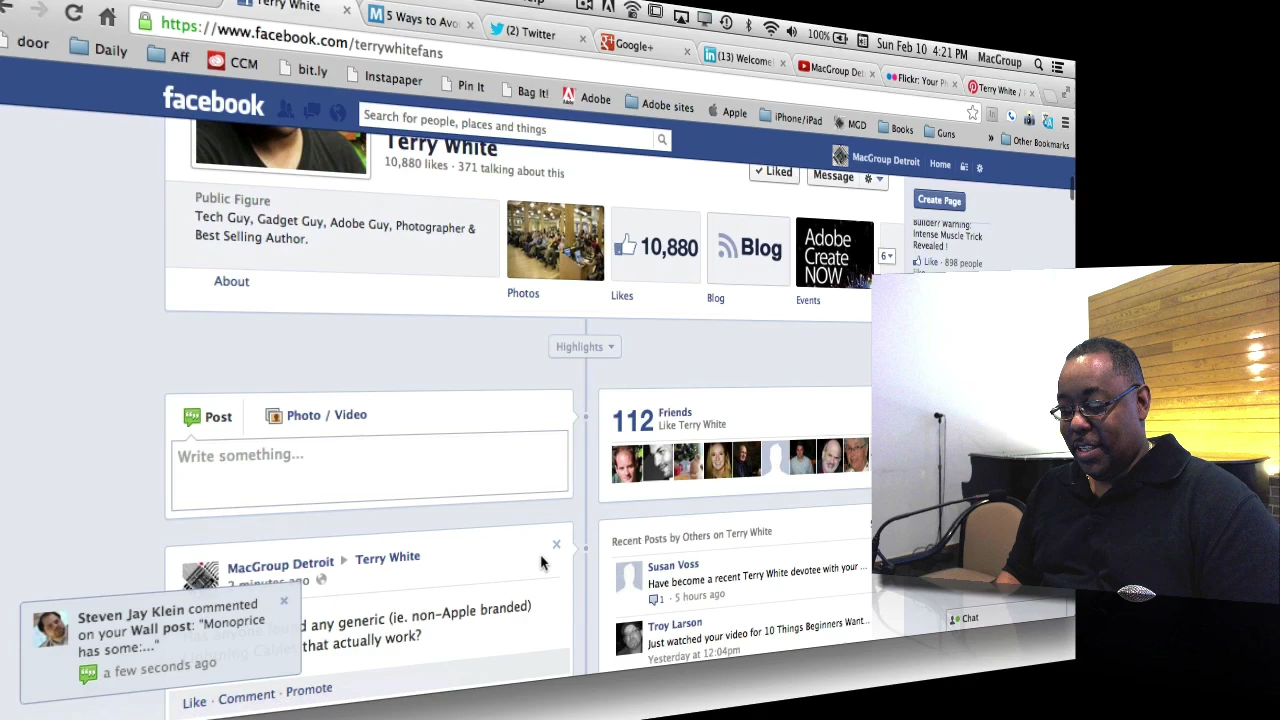 Terry White
5 Ways to Avo
(2) Twitter
Google+
(13) Welcome!
MacGroup Det
Flickr: Your Ph
Terry White /
100%
Sun Feb 10 4:21 PM
MacGroup
https://www.facebook.com/terrywhitefans
door
Daily
Aff
CCM
bit.ly
Instapaper
Pin It
Bag It!
Adobe
Adobe sites
Apple
iPhone/iPad
MGD
Books
Guns
» Other Bookmarks
facebook
Search for people, places and things
MacGroup Detroit
Home
Terry White
10,880 likes · 371 talking about this
Liked
Message
Create Page
Public Figure
Tech Guy, Gadget Guy, Adobe Guy, Photographer &
Best Selling Author.
About
Photos
10,880
Likes
Blog
Blog
Adobe
Create
NOW
Events
6
Builder? Warning:
Intense Muscle Trick
Revealed !
Like · 898 people
Highlights
Post
Photo / Video
Write something...
112 Friends
Like Terry White
MacGroup Detroit ▸ Terry White
2 minutes ago
any generic (ie. non-Apple branded)
that actually work?
Like · Comment · Promote
Recent Posts by Others on Terry White
Susan Voss
Have become a recent Terry White devotee with your ...
1 · 5 hours ago
Troy Larson
Just watched your video for 10 Things Beginners Want...
Yesterday at 12:04pm
Steven Jay Klein commented
on your Wall post: "Monoprice
has some:..."
a few seconds ago
Chat